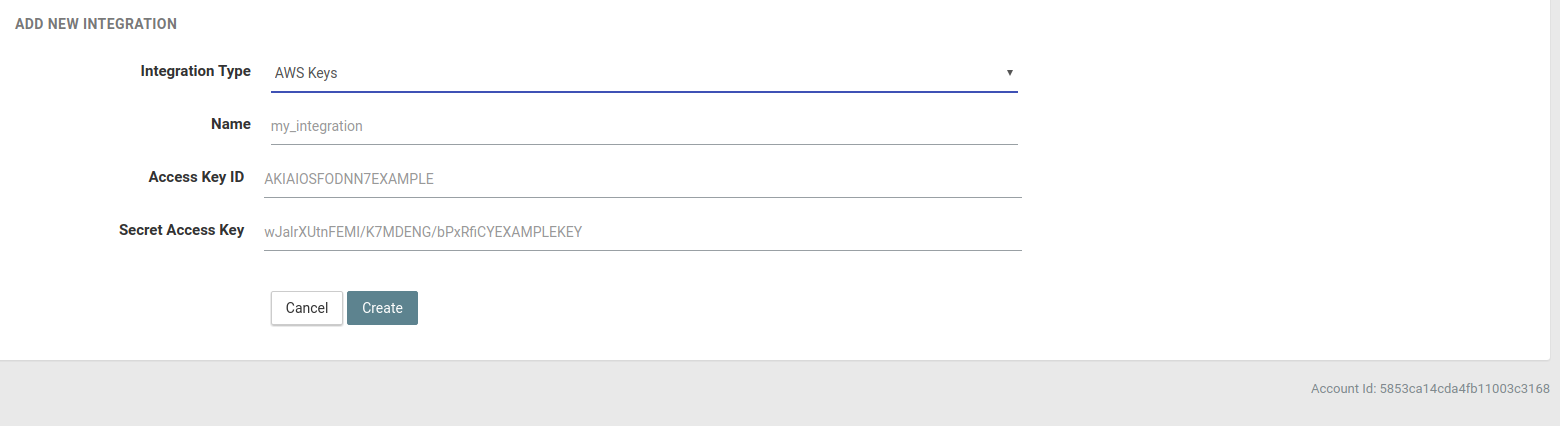 ADD NEW INTEGRATION
Integration Type AWS Keys
Name my_integration
Access Key ID AKIAIOSFODNN7EXAMPLE
Secret Access Key wJalrXUtnFEMI/K7MDENG/bPxRfiCYEXAMPLEKEY
Cancel Create
Account Id: 5853ca14cda4fb11003c3168